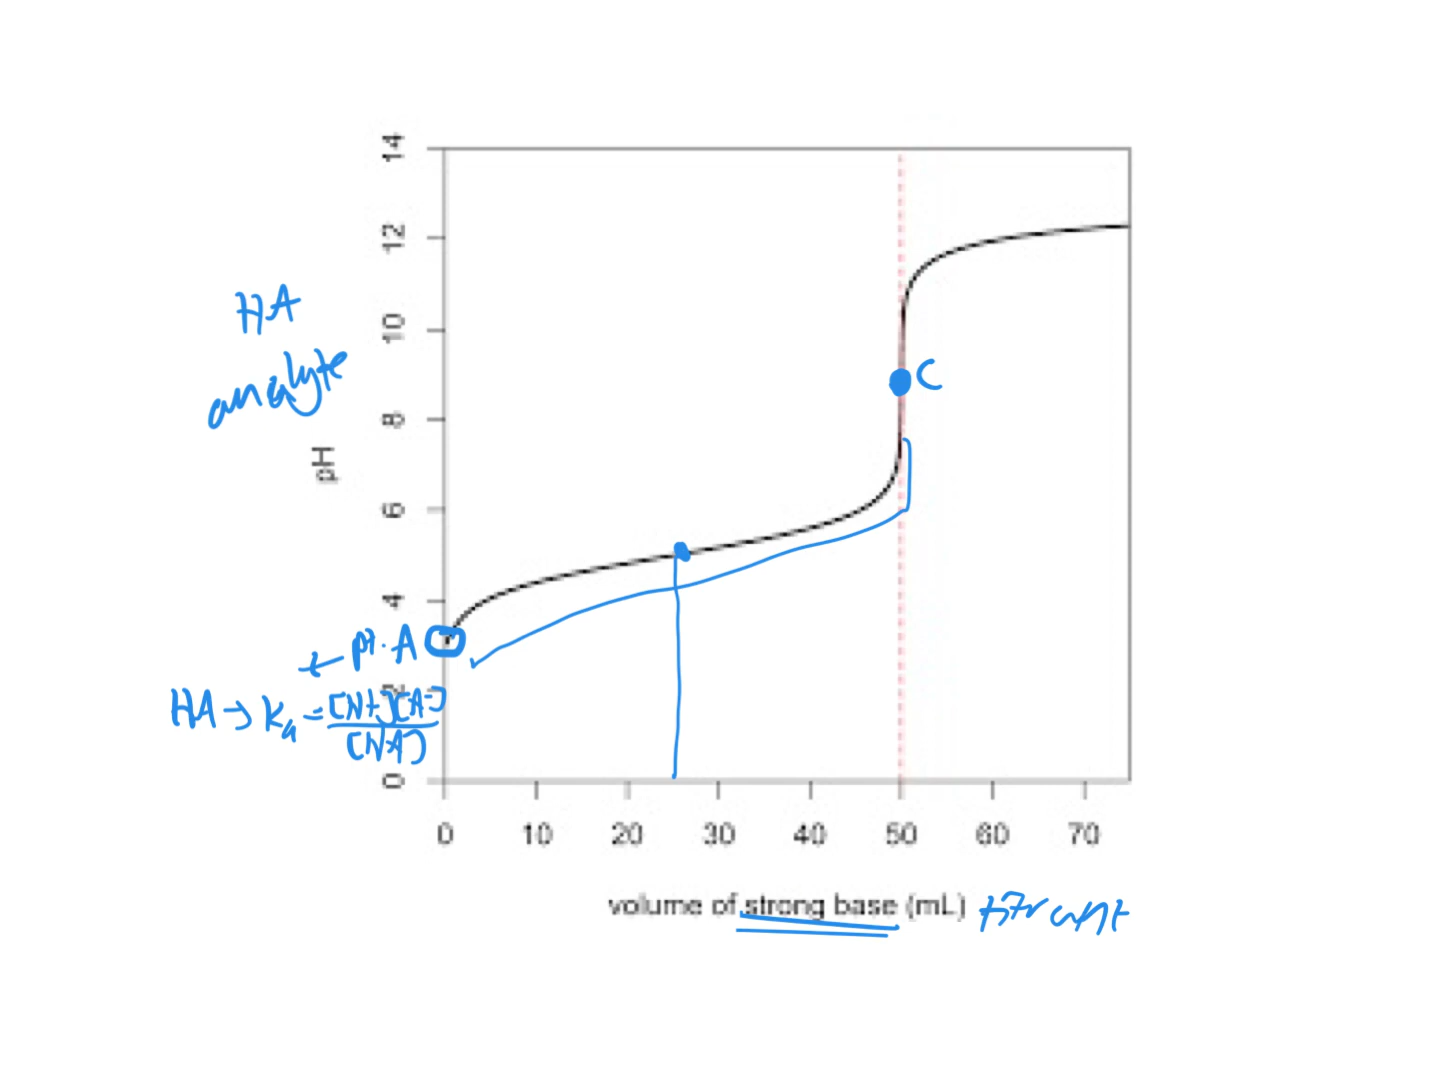 14
12
10
8
6
4
2
0
pH
HA
analyte
pt. A
HA → Ka = [H+][A-]
[HA]
C
0 10 20 30 40 50 60 70
volume of strong base (mL) titrant